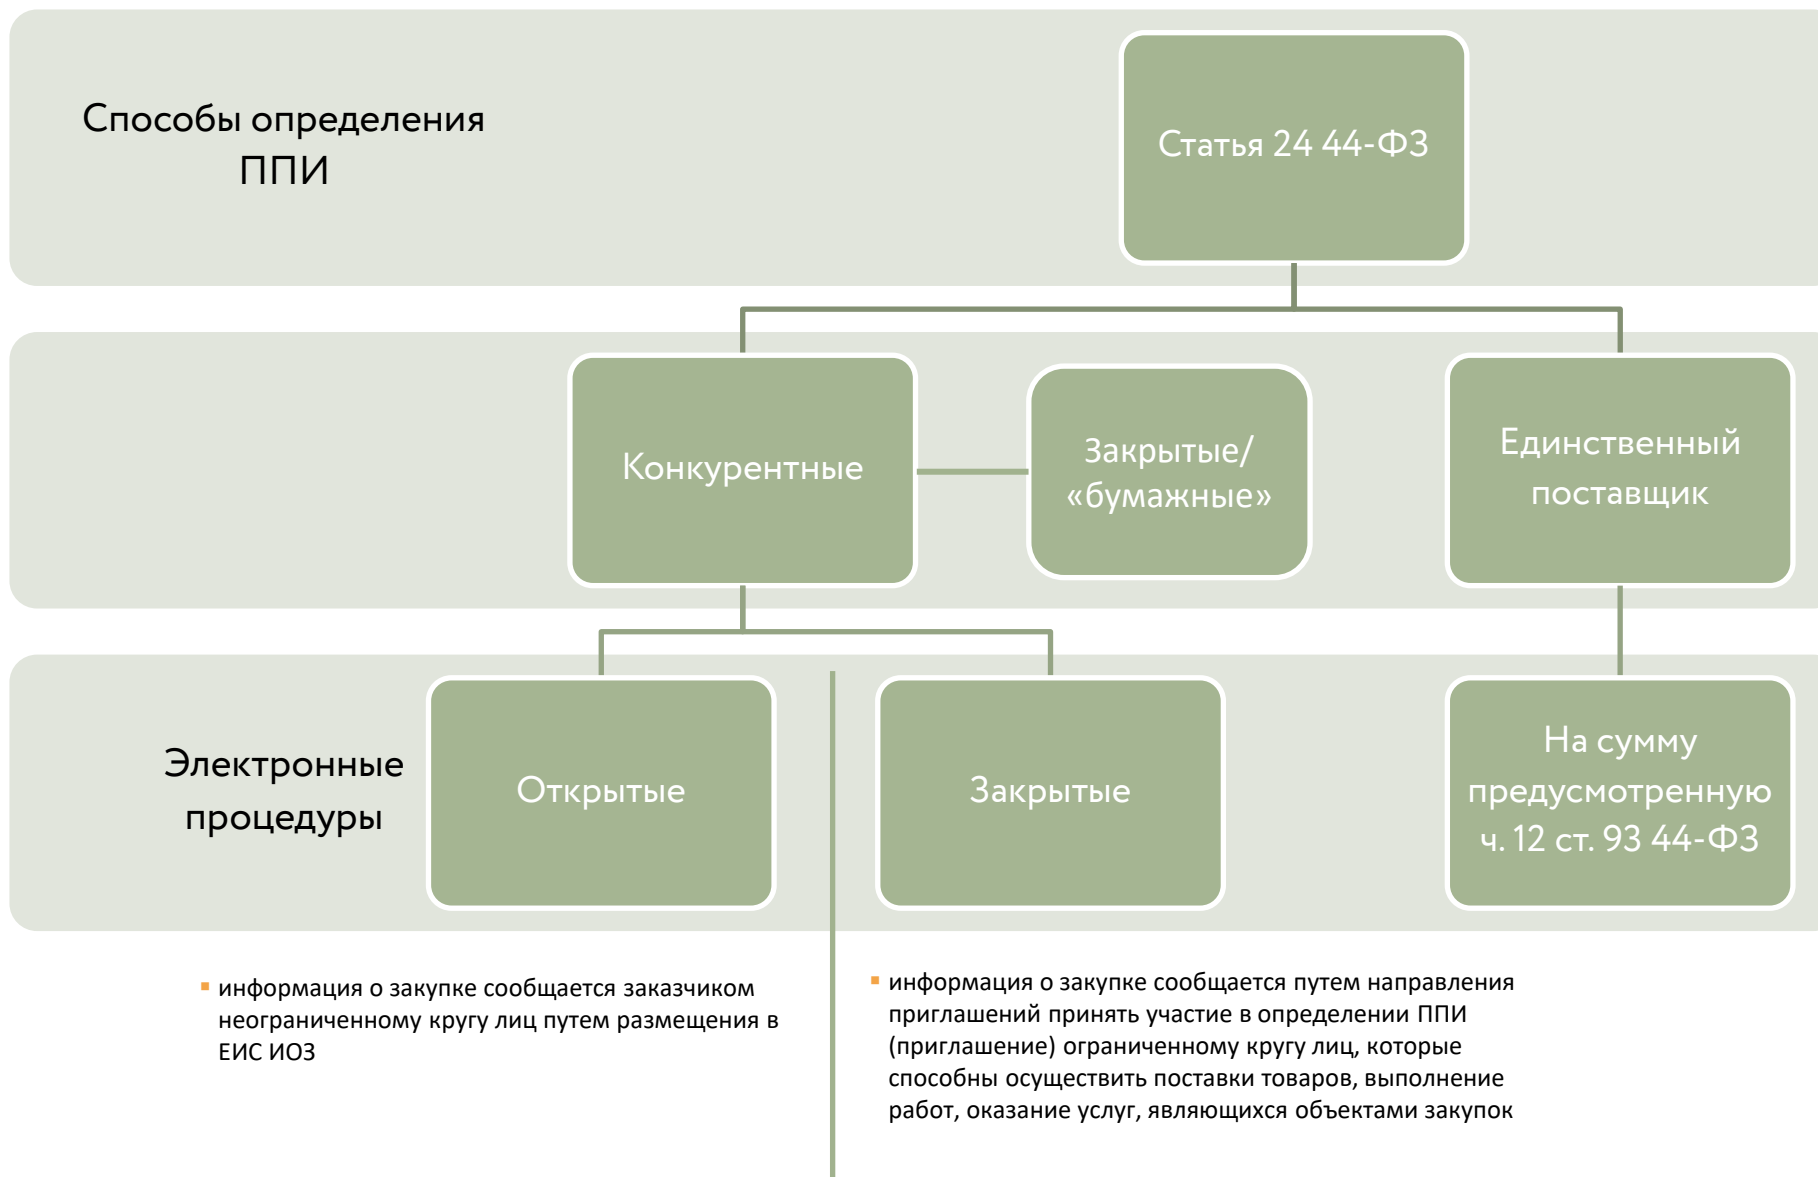 Способы определения
ППИ
Статья 24 44-ФЗ
Конкурентные
Закрытые/
«бумажные»
Единственный
поставщик
Электронные
процедуры
Открытые
Закрытые
На сумму
предусмотренную
ч. 12 ст. 93 44-ФЗ
▪ информация о закупке сообщается заказчиком
неограниченному кругу лиц путем размещения в
ЕИС ИОЗ
▪ информация о закупке сообщается путем направления
приглашений принять участие в определении ППИ
(приглашение) ограниченному кругу лиц, которые
способны осуществить поставки товаров, выполнение
работ, оказание услуг, являющихся объектами закупок